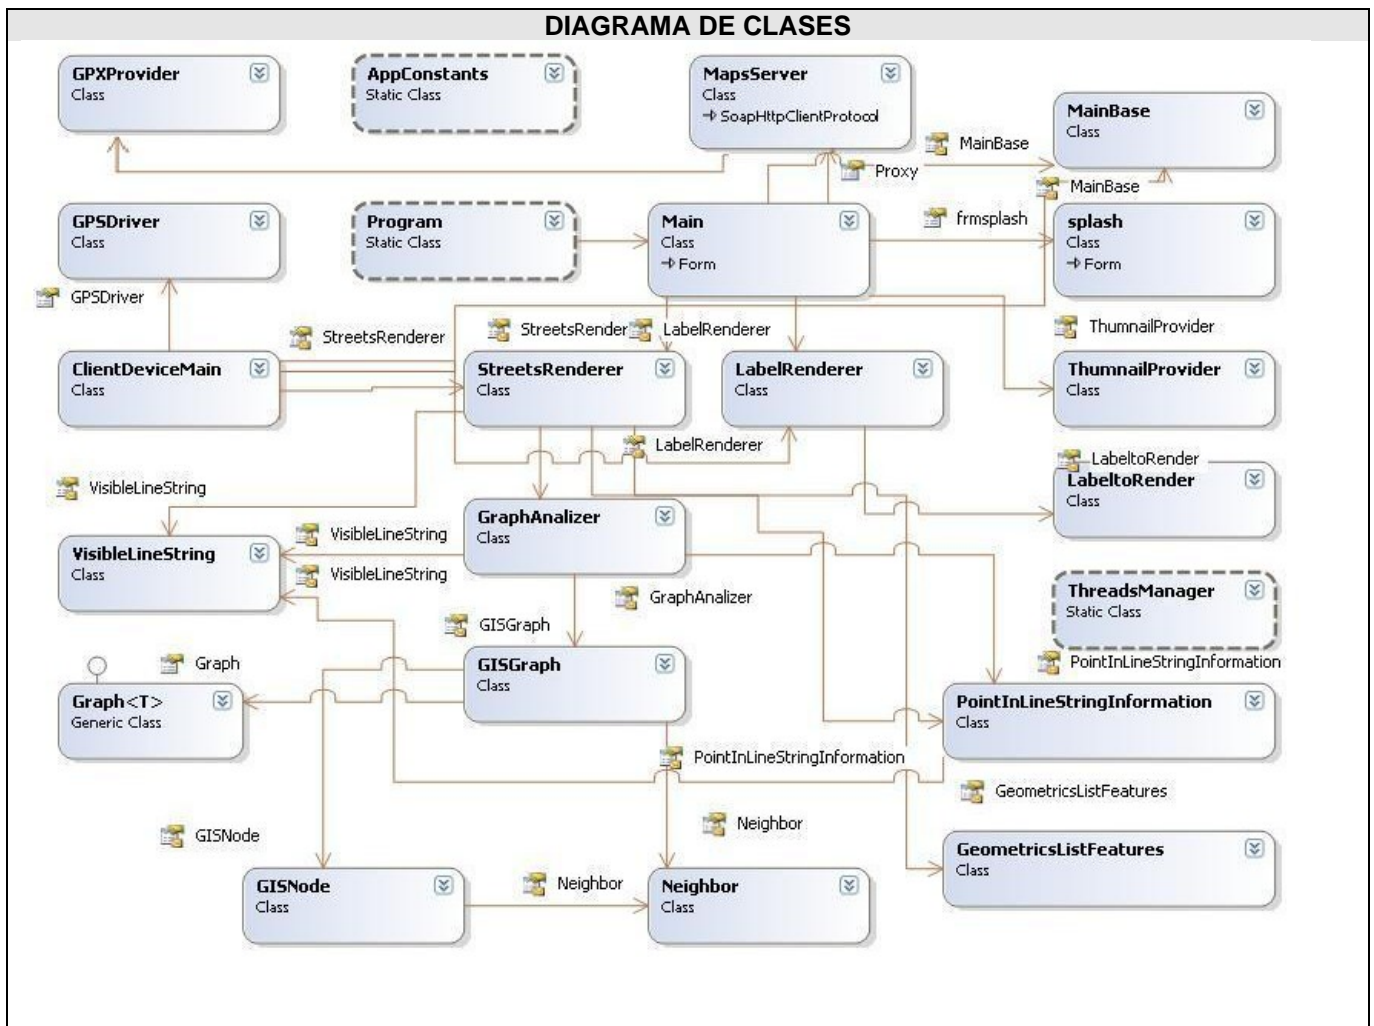 DIAGRAMA DE CLASES
GPXProvider
Class
AppConstants
Static Class
MapsServer
Class
SoapHttpClientProtocol
MainBase
Class
MainBase
Proxy
MainBase
GPSDriver
Class
Program
Static Class
Main
Class
Form
frmsplash
splash
Class
Form
GPSDriver
StreetsRenderer
StreetsRender
LabelRenderer
ThumnailProvider
ClientDeviceMain
Class
StreetsRenderer
Class
LabelRenderer
Class
ThumnailProvider
Class
LabelRenderer
LabeltoRender
LabeltoRender
Class
VisibleLineString
GraphAnalizer
Class
VisibleLineString
VisibleLineString
Class
VisibleLineString
GraphAnalizer
ThreadsManager
Static Class
GISGraph
Graph
GISGraph
Class
PointInLineStringInformation
Graph<T>
Generic Class
PointInLineStringInformation
Class
PointInLineStringInformation
GeometricsListFeatures
GISNode
Neighbor
GeometricsListFeatures
Class
GISNode
Class
Neighbor
Neighbor
Class